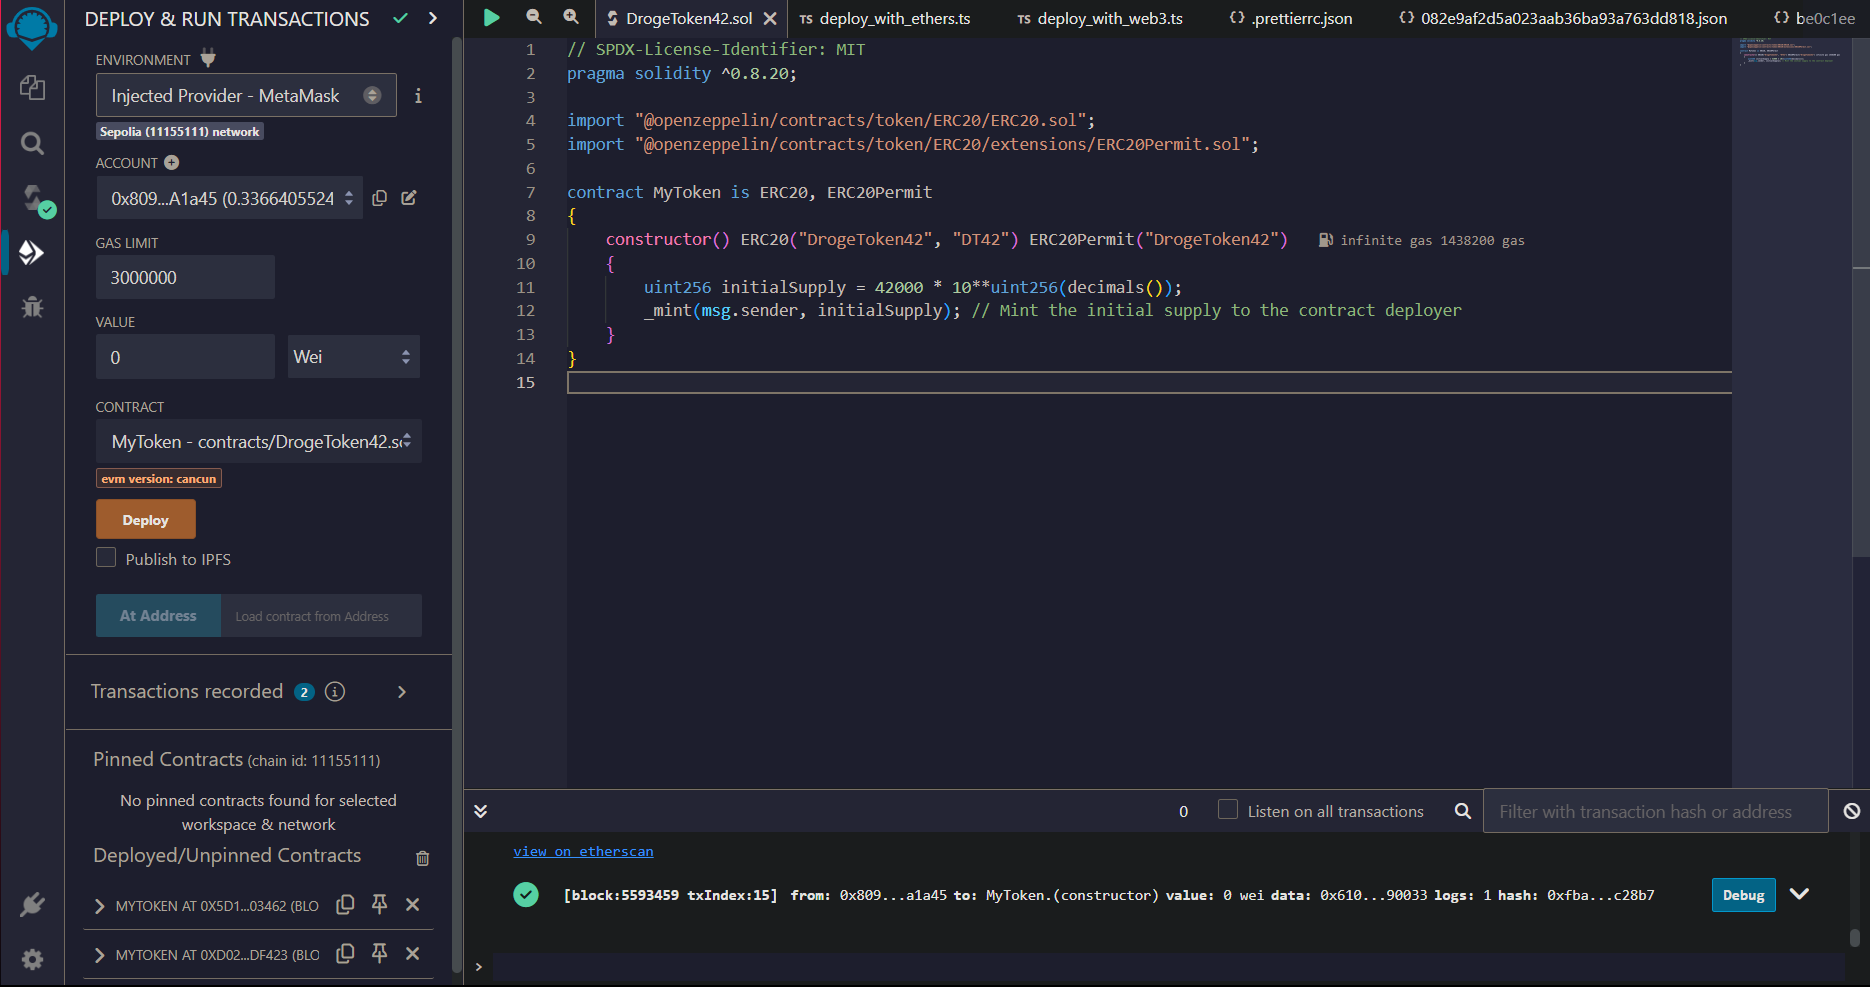 DEPLOY & RUN TRANSACTIONS
ENVIRONMENT
Injected Provider - MetaMask
Sepolia (11155111) network
ACCOUNT
0x809...A1a45 (0.3366405524
GAS LIMIT
3000000
VALUE
0
Wei
CONTRACT
MyToken - contracts/DrogeToken42.so
evm version: cancun
Deploy
Publish to IPFS
At Address
Load contract from Address
Transactions recorded 2
Pinned Contracts (chain id: 11155111)
No pinned contracts found for selected
workspace & network
Deployed/Unpinned Contracts
MYTOKEN AT 0X5D1...03462 (BLO
MYTOKEN AT 0XD02...DF423 (BLO
DrogeToken42.sol
TS deploy_with_ethers.ts
TS deploy_with_web3.ts
{} .prettierrc.json
{} 082e9af2d5a023aab36ba93a763dd818.json
{} be0c1ee
1 // SPDX-License-Identifier: MIT
2 pragma solidity ^0.8.20;
3
4 import "@openzeppelin/contracts/token/ERC20/ERC20.sol";
5 import "@openzeppelin/contracts/token/ERC20/extensions/ERC20Permit.sol";
6
7 contract MyToken is ERC20, ERC20Permit
8 {
9 constructor() ERC20("DrogeToken42", "DT42") ERC20Permit("DrogeToken42") infinite gas 1438200 gas
10 {
11 uint256 initialSupply = 42000 * 10**uint256(decimals());
12 _mint(msg.sender, initialSupply); // Mint the initial supply to the contract deployer
13 }
14 }
15
0
Listen on all transactions
Filter with transaction hash or address
view on etherscan
[block:5593459 txIndex:15] from: 0x809...a1a45 to: MyToken.(constructor) value: 0 wei data: 0x610...90033 logs: 1 hash: 0xfba...c28b7
Debug
>